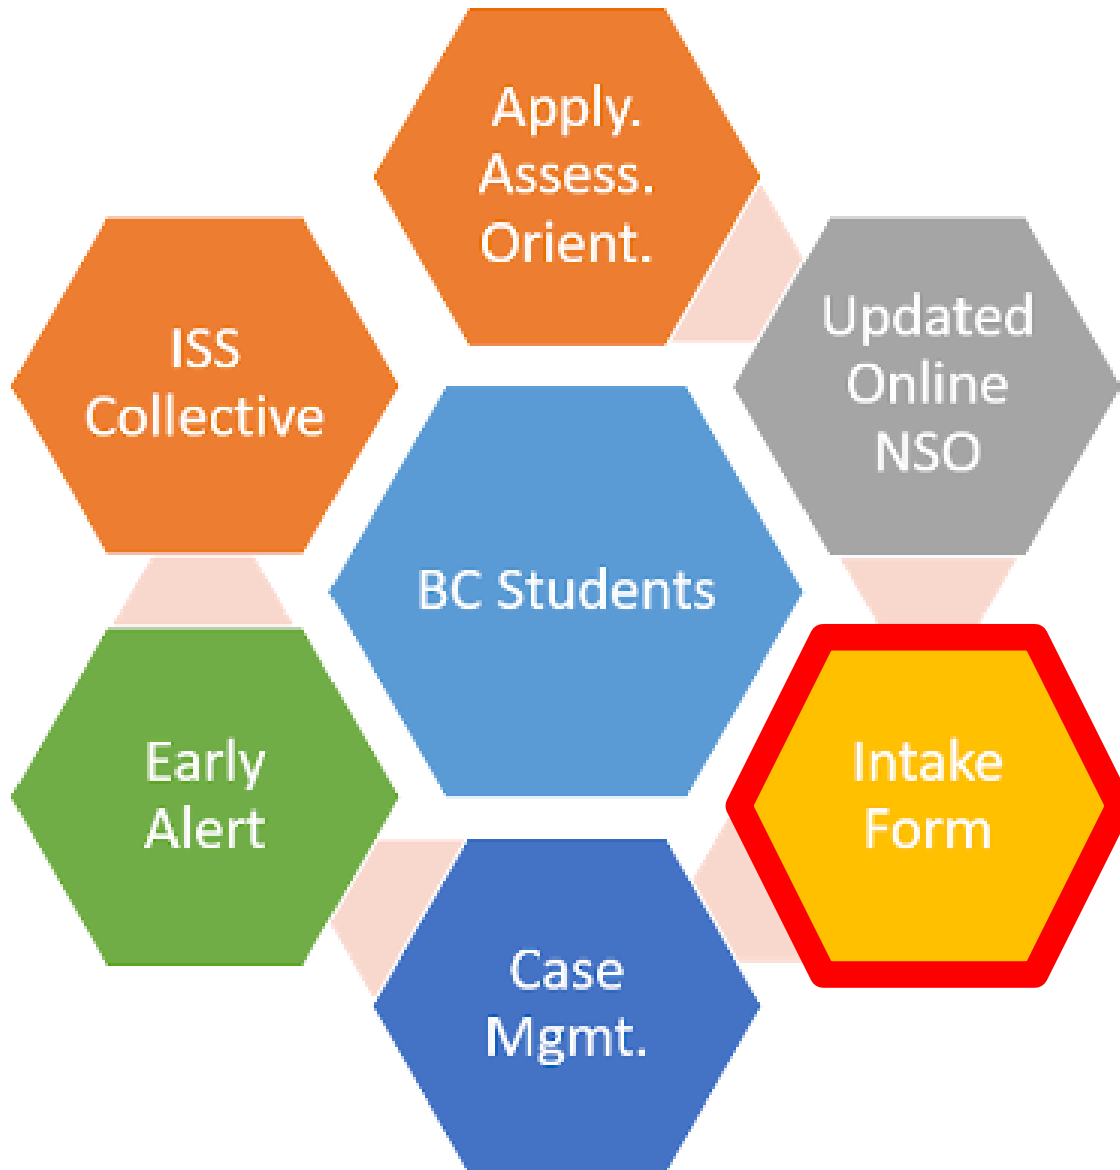 Apply.
Assess.
Orient.
Updated
Online
NSO
Intake
Form
Case
Mgmt.
Early
Alert
ISS
Collective
BC Students